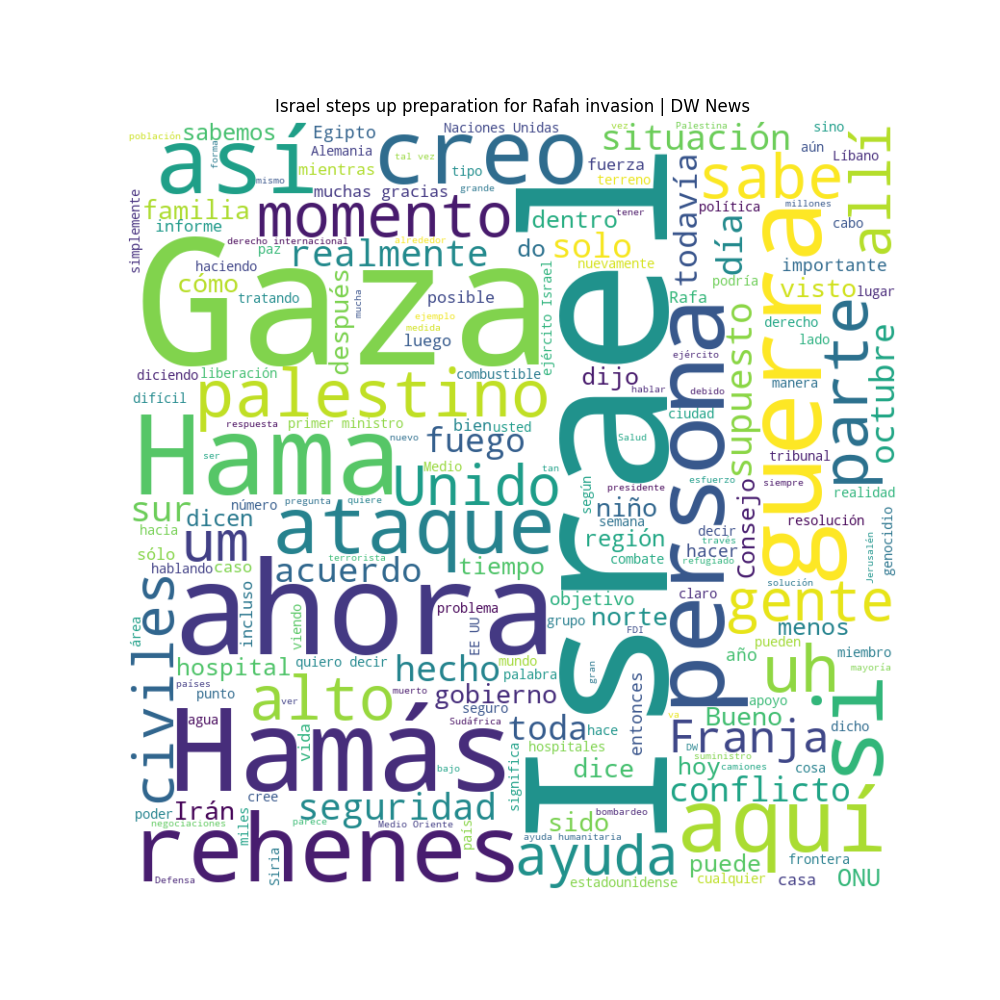 Israel steps up preparation for Rafah invasion | DW News
población
sabemos
forma
así
Egipto
Alemania
mientras
mismo
muchas gracias
creo
tal vez
Naciones Unidas
tipo
grande
fuerza
terreno
situación
vez
Palestina
sino
aún
Líbano
allí
sabe
millones
cabo
política
tener
todavía
día
simplemente
familia
informe
momento
derecho internacional
paz
alrededor
realmente
haciendo
cómo
tratando
después
mucha
posible
ejemplo
medida
luego
dentro
do
solo
nuevamente
ejército Israel
Rafa
podría
importante
visto
lugar
derecho
lado
manera
parte
octubre
guerra
supuesto
persona
Israel
Gaza
diciendo
liberación
difícil
palestino
combustible
dijo
hablar
ejército
debido
ciudad
respuesta
primer ministro
nuevo
bien
usted
fuego
ser
Hama
Medio
Unido
tan
Salud
presidente
según
esfuerzo
niño
semana
región
combate
decir
través
hacer
refugiado
Consejo
tribunal
siempre
realidad
resolución
genocidio
Jerusalén
solución
sur
hacia
dicen
número
pregunta
quiere
sólo
um
hablando
caso
ataque
terrorista
acuerdo
tiempo
objetivo
grupo
norte
FDI
claro
gente
menos
pueden
año
miembro
mayoría
uh
si
civiles
área
incluso
viendo
ahora
problema
EE UU
hospital
quiero decir
hecho
mundo
palabra
países
punto
ver
muerto
gobierno
seguro
Sudáfrica
alto
agua
vida
Hamás
bajo
toda
hace
hospitales
significa
gran
entonces
apoyo
va
Bueno
dicho
Franja
DW
suministro
camiones
cosa
hoy
dice
conflicto
Irán
poder
cree
negociaciones
miles
seguridad
parece
Medio Oriente
país
bombardeo
sido
ayuda humanitaria
aquí
rehenes
Defensa
Siria
ayuda
estadounidense
puede
cualquier
casa
frontera
ONU